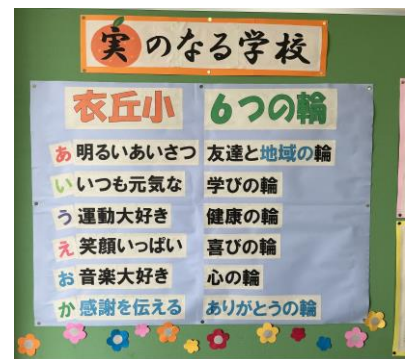 実のなる学校
衣丘小 6つの輪
あ 明るいあいさつ 友達と地域の輪
い いつも元気な 学びの輪
う 運動大好き 健康の輪
え 笑顔いっぱい 喜びの輪
お 音楽大好き 心の輪
か 感謝を伝える ありがとうの輪